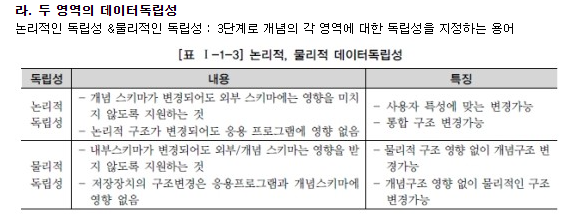 라. 두 영역의 데이터독립성
논리적인 독립성 &물리적인 독립성 : 3단계로 개념의 각 영역에 대한 독립성을 지정하는 용어
[표 Ⅰ-1-3] 논리적, 물리적 데이터독립성
독립성 내용 특징
논리적 독립성
- 개념 스키마가 변경되어도 외부 스키마에는 영향을 미치
지 않도록 지원하는 것
- 논리적 구조가 변경되어도 응용 프로그램에 영향 없음
- 사용자 특성에 맞는 변경가능
- 통합 구조 변경가능
물리적 독립성
- 내부스키마가 변경되어도 외부/개념 스키마는 영향을 받
지 않도록 지원하는 것
- 저장장치의 구조변경은 응용프로그램과 개념스키마에
영향 없음
- 물리적 구조 영향 없이 개념구조 변
경가능
- 개념구조 영향 없이 물리적인 구조
변경가능